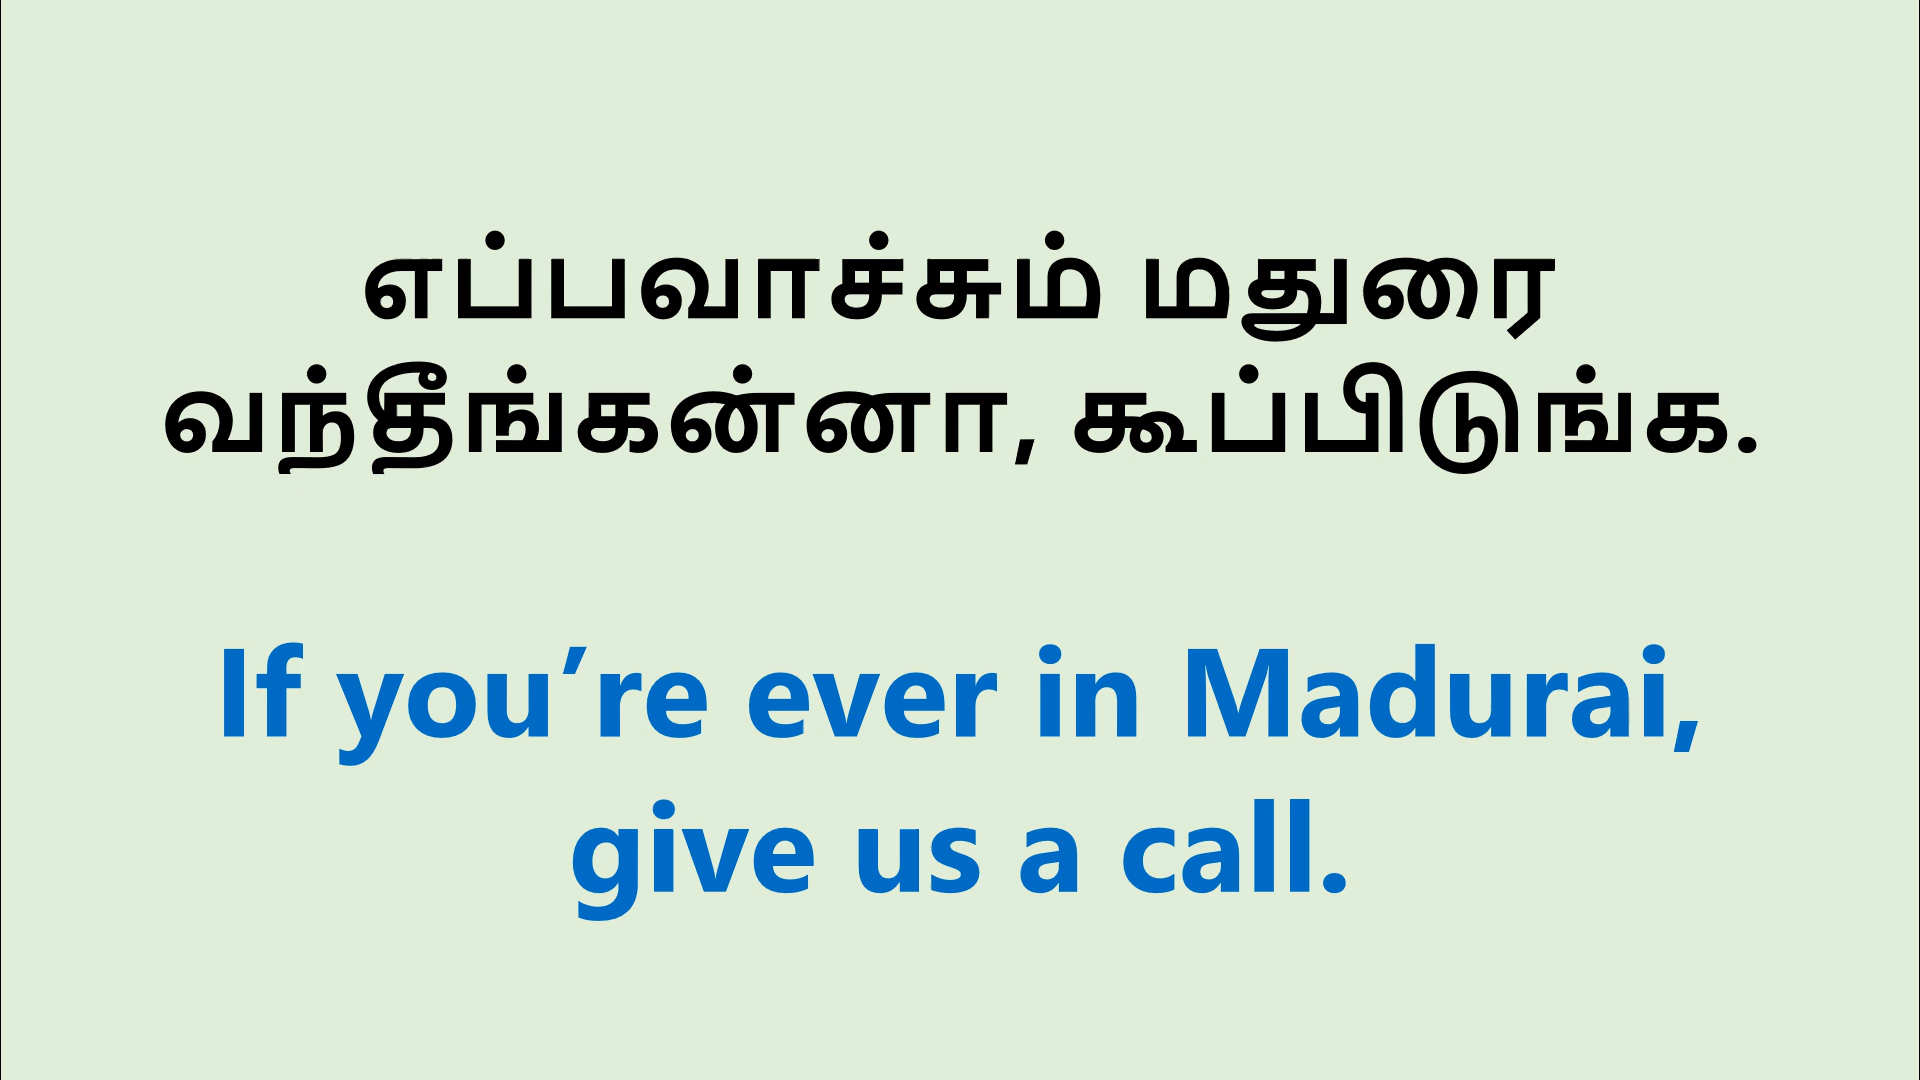 எப்பவாச்சும் மதுரை
வந்தீங்கன்னா, கூப்பிடுங்க.
If you’re ever in Madurai,
give us a call.